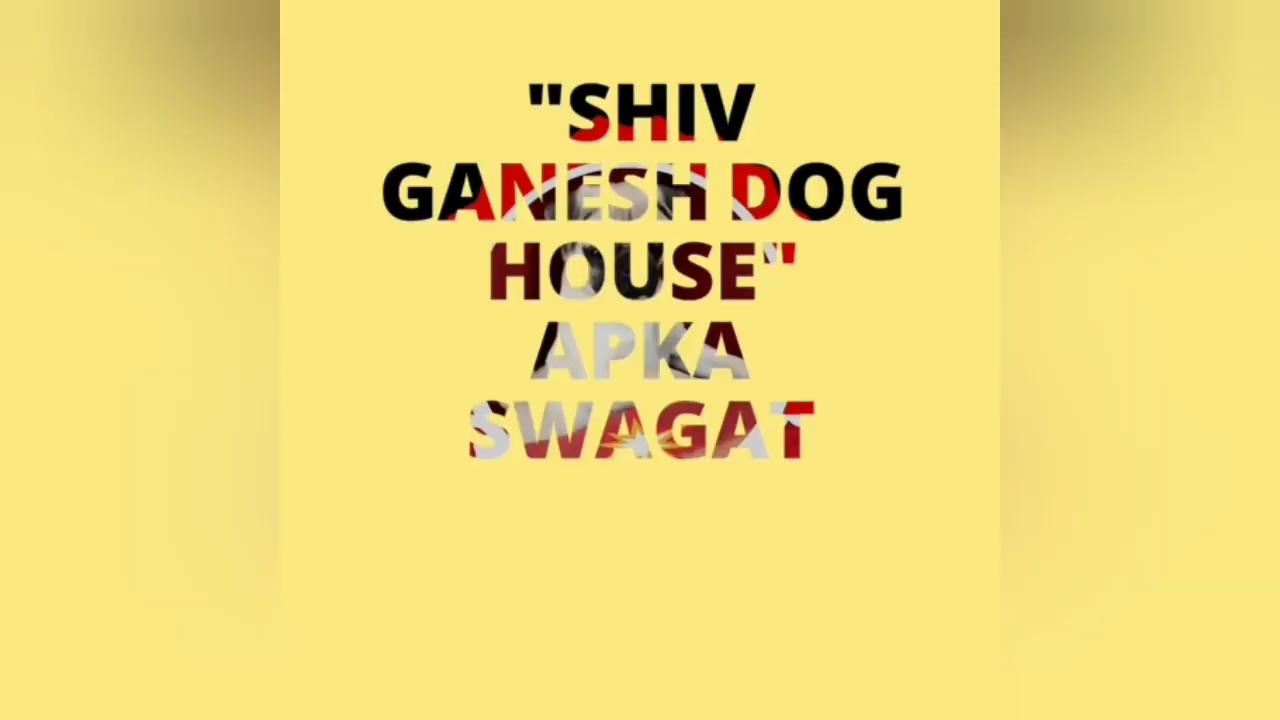 "SHIV
GANESH DOG
HOUSE"
APKA
SWAGAT